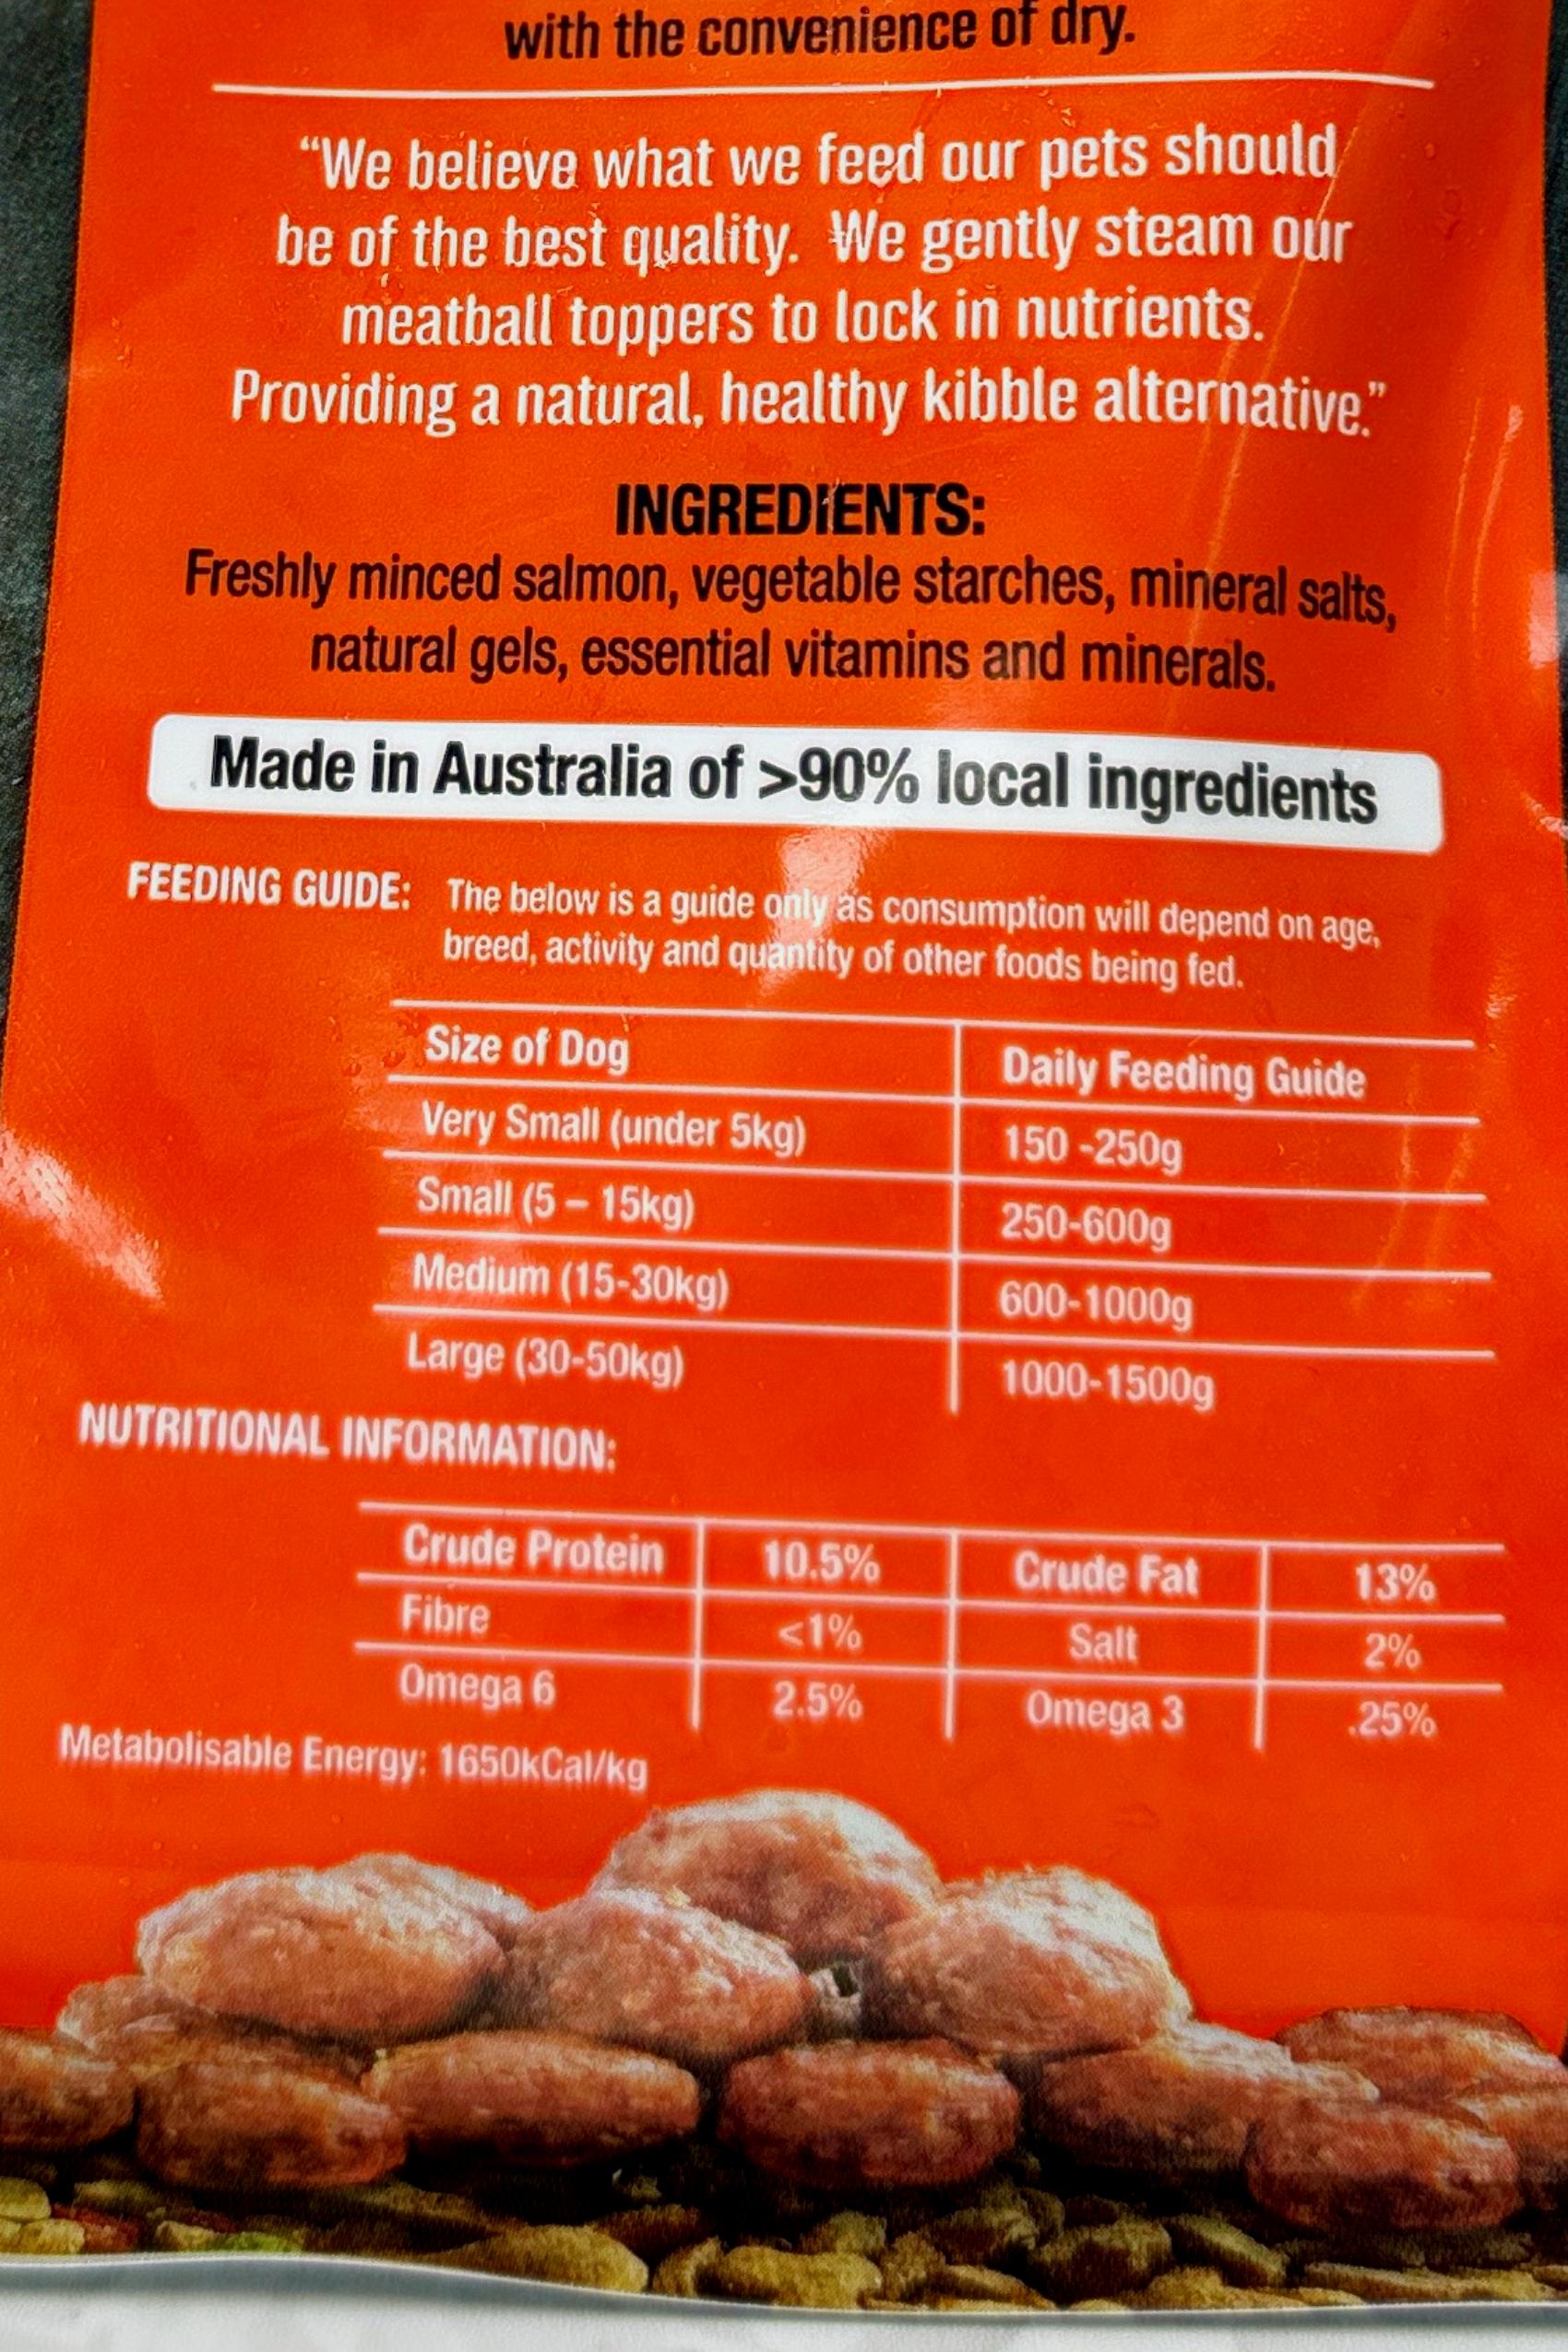 with the convenience of dry.
“We believe what we feed our pets should
be of the best quality. We gently steam our
meatball toppers to lock in nutrients.
Providing a natural, healthy kibble alternative.”
INGREDIENTS:
Freshly minced salmon, vegetable starches, mineral salts,
natural gels, essential vitamins and minerals.
Made in Australia of >90% local ingredients
FEEDING GUIDE: The below is a guide only as consumption will depend on age,
breed, activity and quantity of other foods being fed.
Size of Dog Daily Feeding Guide
Very Small (under 5kg) 150 -250g
Small (5 – 15kg) 250-600g
Medium (15-30kg) 600-1000g
Large (30-50kg) 1000-1500g
NUTRITIONAL INFORMATION:
Crude Protein 10.5% Crude Fat 13%
Fibre <1% Salt 2%
Omega 6 2.5% Omega 3 .25%
Metabolisable Energy: 1650kCal/kg